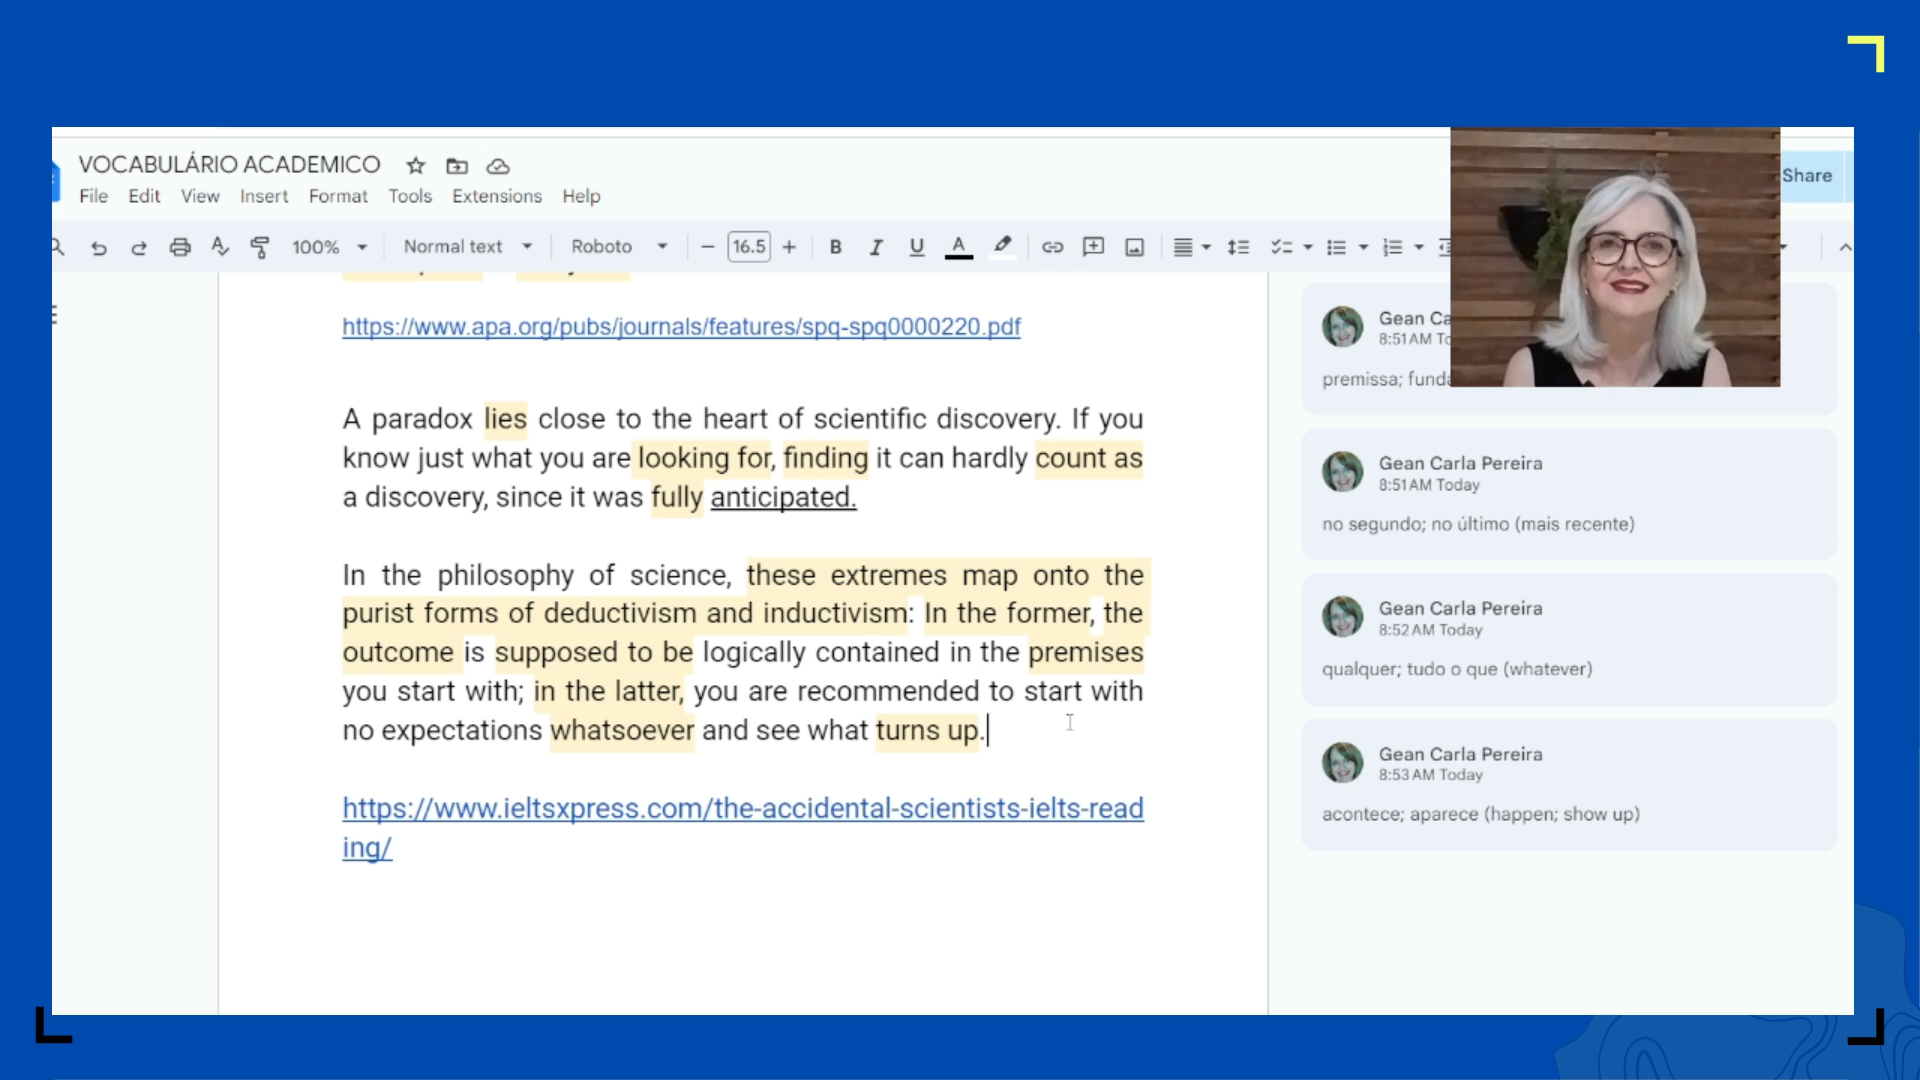 VOCABULÁRIO ACADEMICO
File Edit View Insert Format Tools Extensions Help
Share
100% Normal text Roboto 16.5 B I U A
https://www.apa.org/pubs/journals/features/spq-spq0000220.pdf
A paradox lies close to the heart of scientific discovery. If you
know just what you are looking for, finding it can hardly count as
a discovery, since it was fully anticipated.
In the philosophy of science, these extremes map onto the
purist forms of deductivism and inductivism: In the former, the
outcome is supposed to be logically contained in the premises
you start with; in the latter, you are recommended to start with
no expectations whatsoever and see what turns up.
https://www.ieltsxpress.com/the-accidental-scientists-ielts-read
ing/
Gean
8:51 AM
premissa;
Gean Carla Pereira
8:51 AM Today
no segundo; no último (mais recente)
Gean Carla Pereira
8:52 AM Today
qualquer; tudo o que (whatever)
Gean Carla Pereira
8:53 AM Today
acontece; aparece (happen; show up)